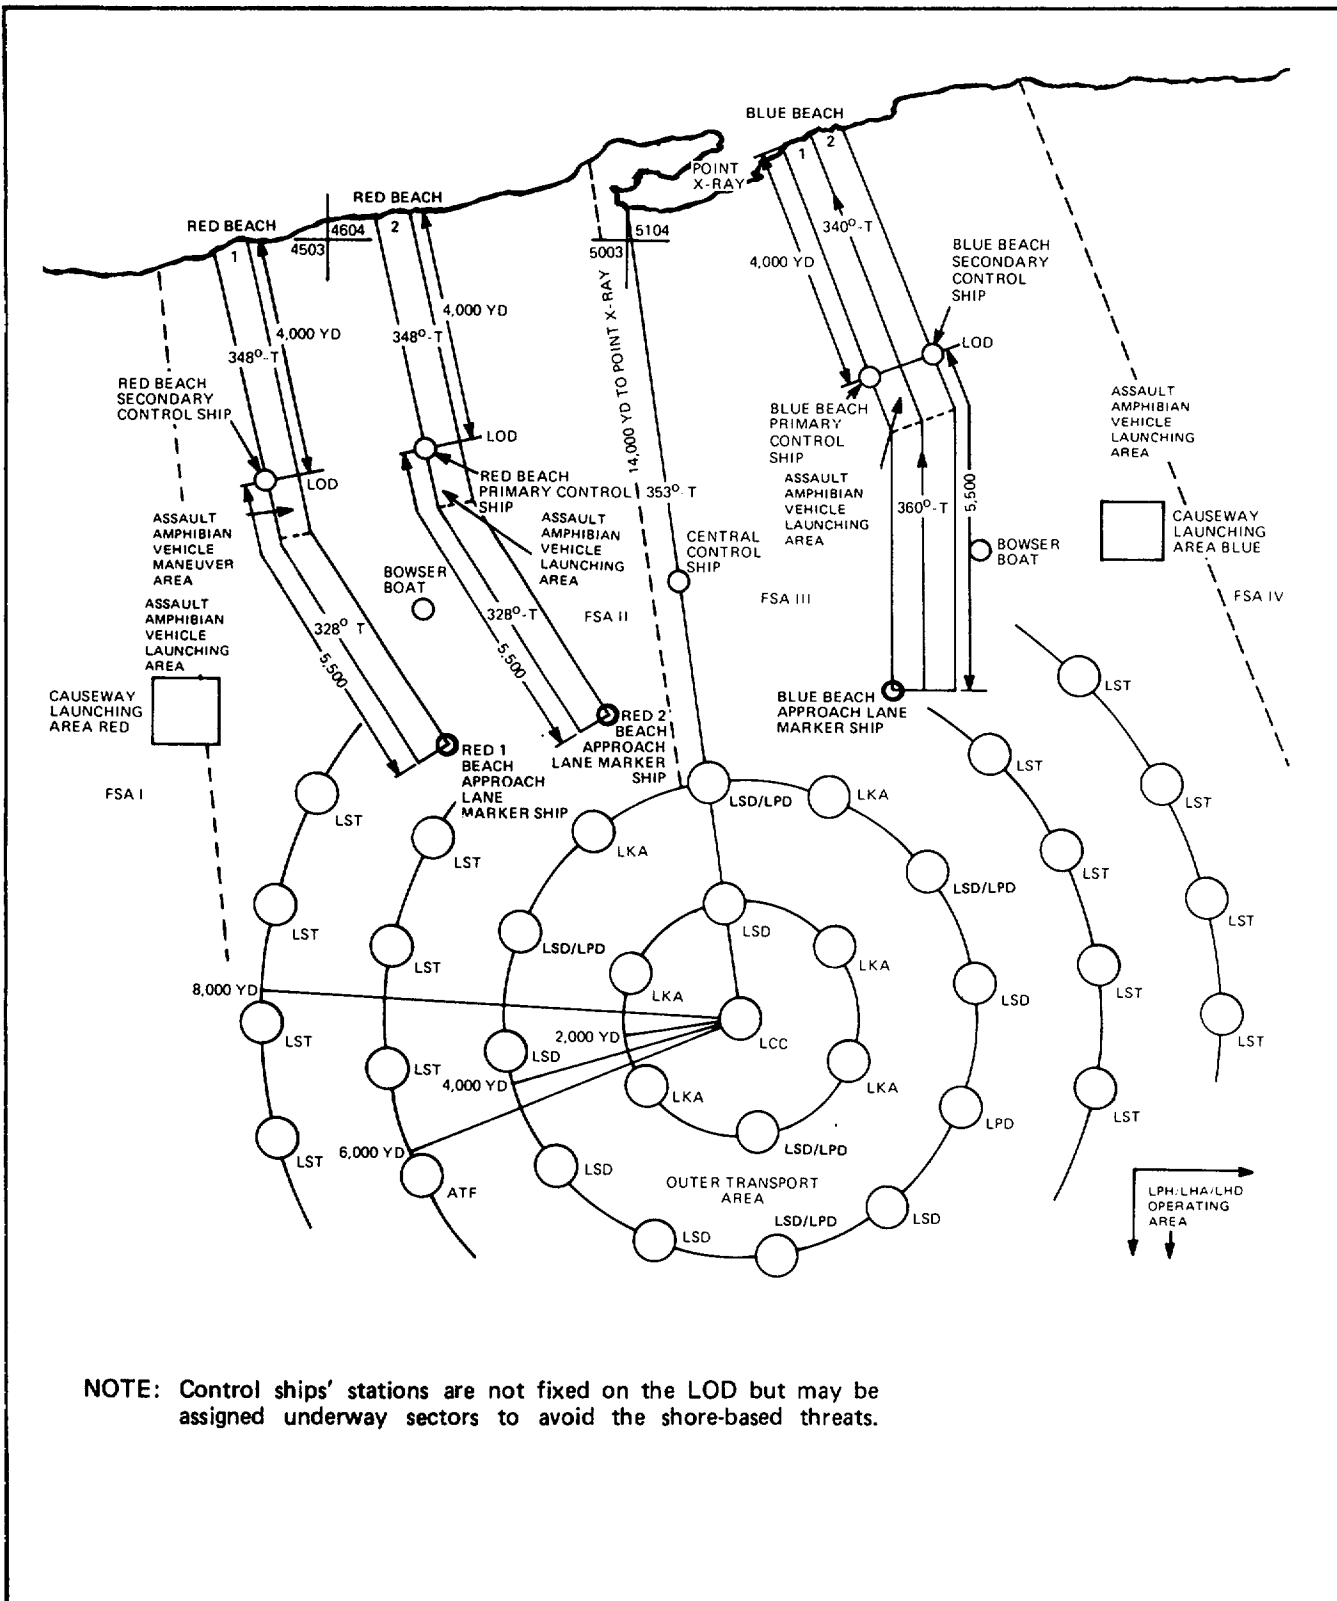 BLUE BEACH
1
2
POINT
X-RAY
RED BEACH
2
RED BEACH
1
4604
4503
5104
5003
340°-T
4,000 YD
BLUE BEACH
SECONDARY
CONTROL
SHIP
LOD
4,000 YD
348°-T
4,000 YD
348°-T
14,000 YD TO POINT X-RAY
353°-T
RED BEACH
SECONDARY
CONTROL SHIP
LOD
LOD
RED BEACH
PRIMARY CONTROL
SHIP
BLUE BEACH
PRIMARY
CONTROL
SHIP
ASSAULT
AMPHIBIAN
VEHICLE
LAUNCHING
AREA
ASSAULT
AMPHIBIAN
VEHICLE
LAUNCHING
AREA
360°-T
5,500
ASSAULT
AMPHIBIAN
VEHICLE
MANEUVER
AREA
ASSAULT
AMPHIBIAN
VEHICLE
LAUNCHING
AREA
ASSAULT
AMPHIBIAN
VEHICLE
LAUNCHING
AREA
CENTRAL
CONTROL
SHIP
BOWSER
BOAT
BOWSER
BOAT
CAUSEWAY
LAUNCHING
AREA BLUE
FSA II
FSA III
FSA IV
328° T
5,500
328°-T
5,500
CAUSEWAY
LAUNCHING
AREA RED
FSA I
RED 1
BEACH
APPROACH
LANE
MARKER SHIP
RED 2
BEACH
APPROACH
LANE MARKER
SHIP
BLUE BEACH
APPROACH LANE
MARKER SHIP
LST
LST
LST
LST
LST
LST
LST
ATF
LKA
LSD/LPD
LSD
LSD
LSD
LSD/LPD
LSD
LPD
LSD
LSD/LPD
LKA
LSD/LPD
LSD
LKA
LKA
LSD/LPD
LKA
LKA
LCC
8,000 YD
2,000 YD
4,000 YD
6,000 YD
OUTER TRANSPORT
AREA
LST
LST
LST
LST
LST
LST
LST
LST
LPH/LHA/LHD
OPERATING
AREA
NOTE: Control ships' stations are not fixed on the LOD but may be
assigned underway sectors to avoid the shore-based threats.